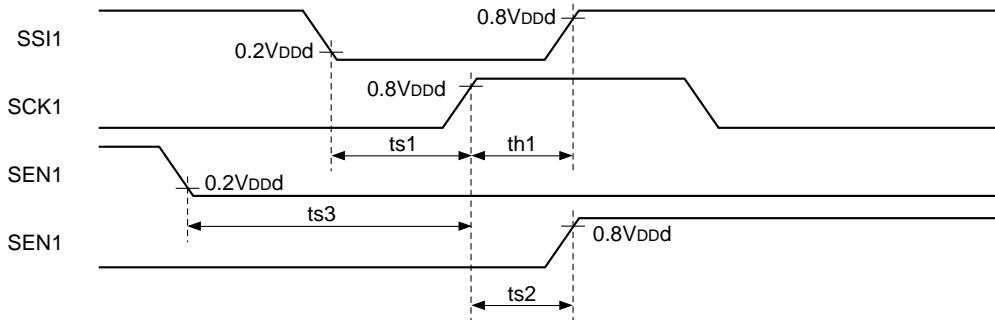 0.8VDDd
SSI1
0.2VDDd
0.8VDDd
SCK1
ts1
th1
SEN1
0.2VDDd
ts3
SEN1
0.8VDDd
ts2